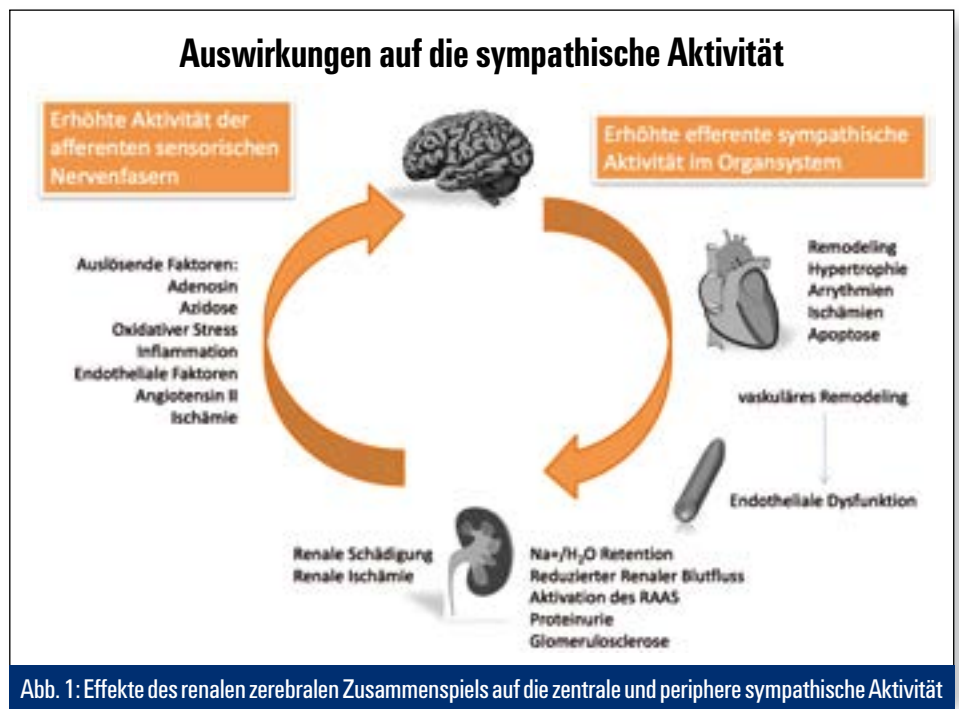 Auswirkungen auf die sympathische Aktivität
Erhöhte Aktivität der
afferenten sensorischen
Nervenfasern
Erhöhte efferente sympathische
Aktivität im Organsystem
Auslösende Faktoren:
Adenosin
Azidose
Oxidativer Stress
Inflammation
Endotheliale Faktoren
Angiotensin II
Ischämie
Remodeling
Hypertrophie
Arrythmien
Ischämien
Apoptose
vaskuläres Remodeling
Endotheliale Dysfunktion
Renale Schädigung
Renale Ischämie
Na+/H₂O Retention
Reduzierter Renaler Blutfluss
Aktivation des RAAS
Proteinurie
Glomerulosclerose
Abb. 1: Effekte des renalen zerebralen Zusammenspiels auf die zentrale und periphere sympathische Aktivität